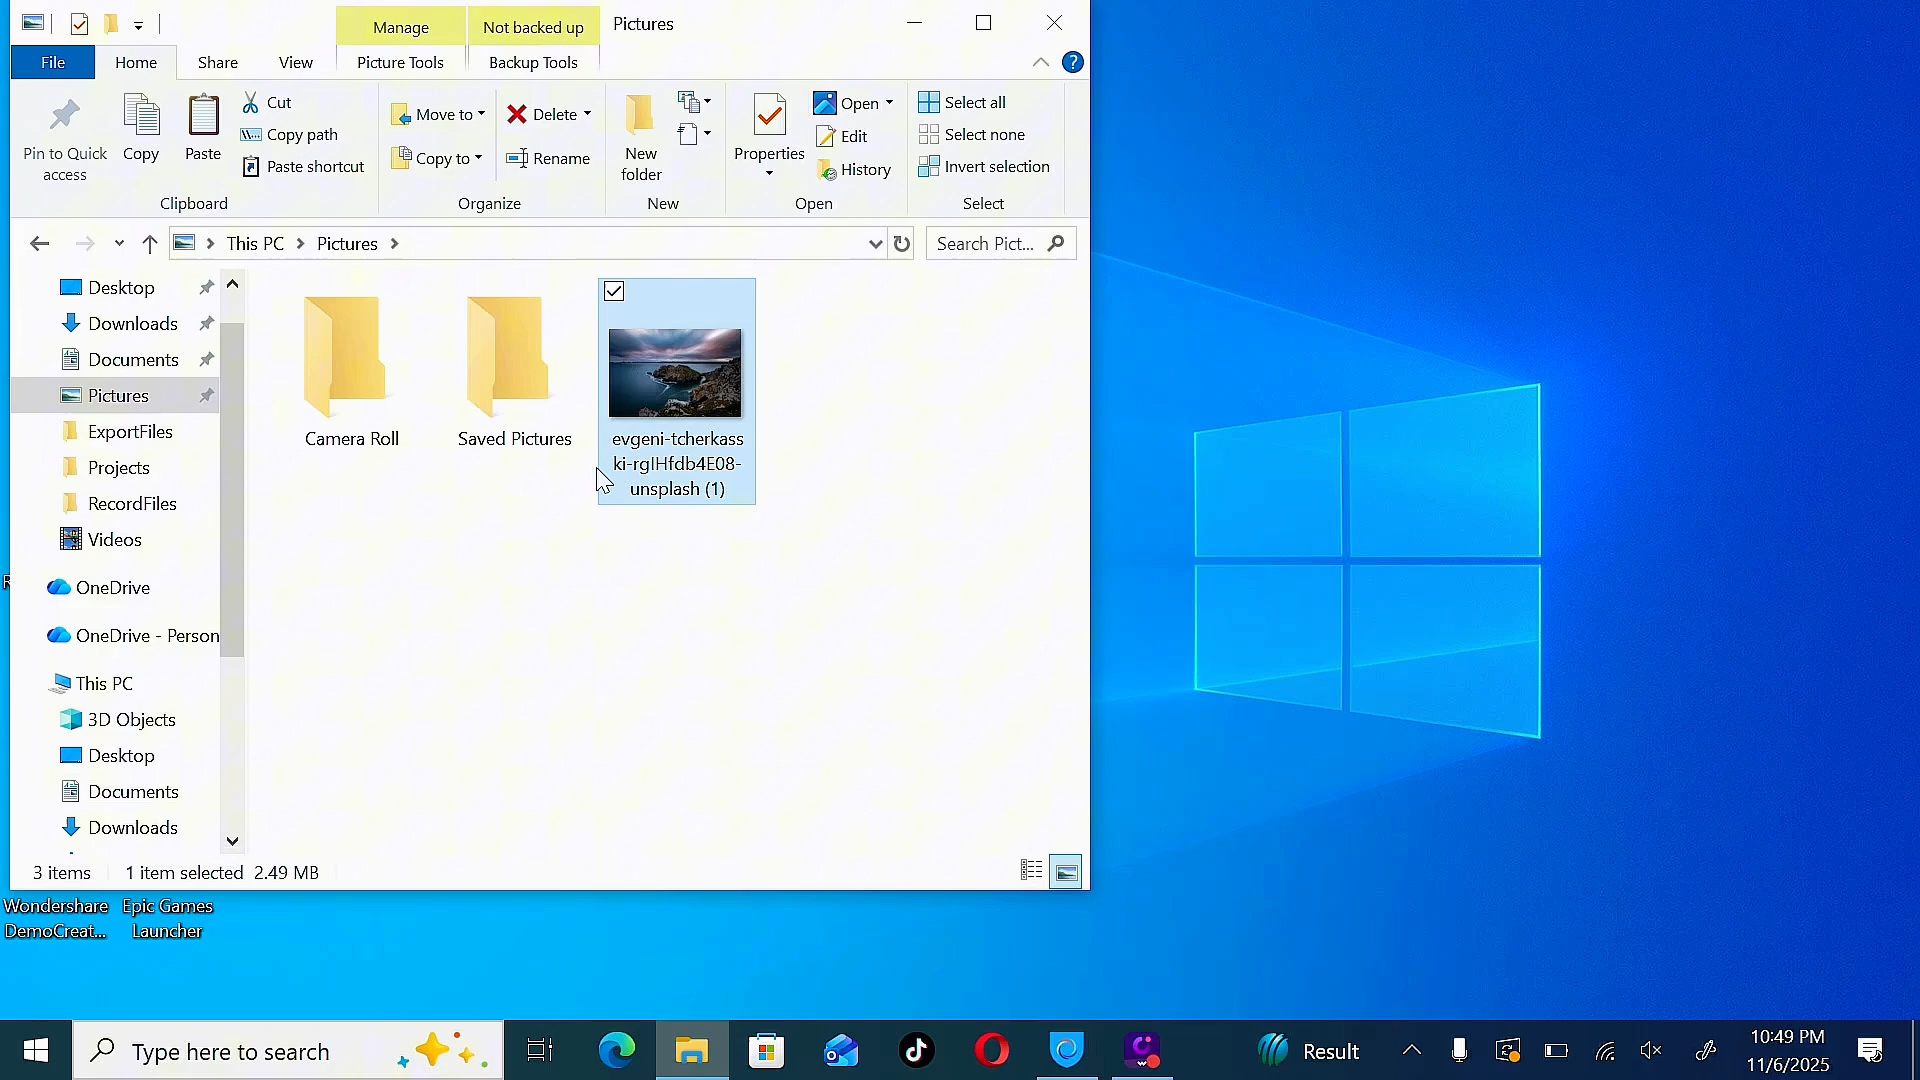 Manage
Not backed up
Pictures
File
Home
Share
View
Picture Tools
Backup Tools
?
Pin to Quick
access
Copy
Paste
Cut
Copy path
Paste shortcut
Clipboard
Move to
Copy to
Delete
Rename
Organize
New
folder
New
Properties
Open
Edit
History
Open
Select all
Select none
Invert selection
Select
This PC
Pictures
Search Pict...
Desktop
Downloads
Documents
Pictures
ExportFiles
Projects
RecordFiles
Videos
OneDrive
OneDrive - Person
This PC
3D Objects
Desktop
Documents
Downloads
Camera Roll
Saved Pictures
evgeni-tcherkass
ki-rgIHfdb4E08-
unsplash (1)
3 items
1 item selected 2.49 MB
R
Wondershare
DemoCreat...
Epic Games
Launcher
Type here to search
Result
10:49 PM
11/6/2025